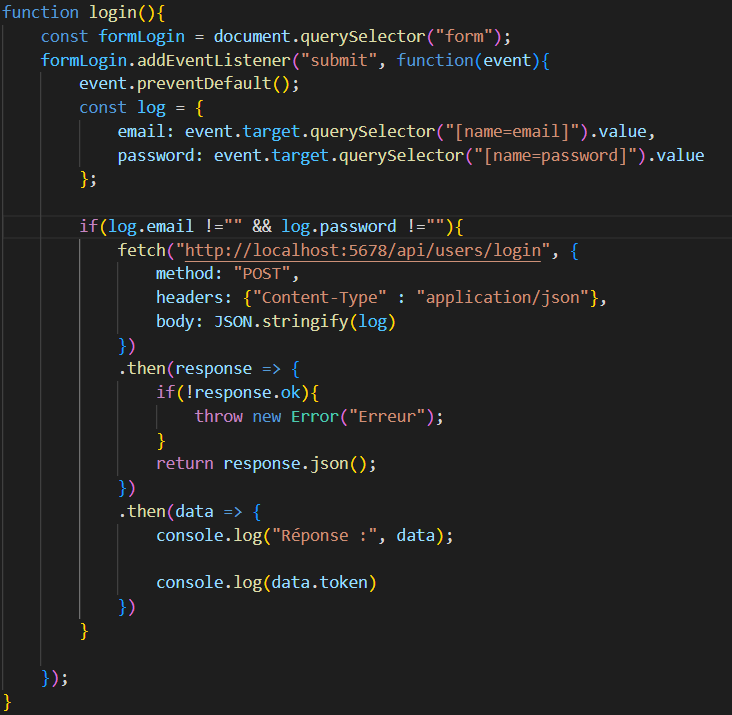 function login(){
    const formLogin = document.querySelector("form");
    formLogin.addEventListener("submit", function(event){
        event.preventDefault();
        const log = {
            email: event.target.querySelector("[name=email]").value,
            password: event.target.querySelector("[name=password]").value
        };

        if(log.email !="" && log.password !=""){
            fetch("http://localhost:5678/api/users/login", {
                method: "POST",
                headers: {"Content-Type" : "application/json"},
                body: JSON.stringify(log)
            })
            .then(response => {
                if(!response.ok){
                    throw new Error("Erreur");
                }
                return response.json();
            })
            .then(data => {
                console.log("Réponse :", data);

                console.log(data.token)
            })
        }

    });
}